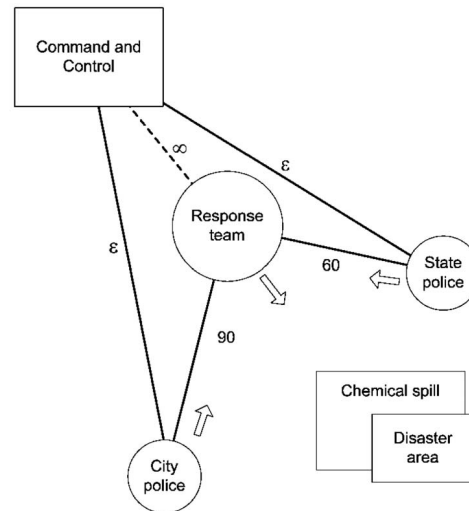 Command and
Control
∞
ε
Response
team
ε
60
State
police
90
Chemical spill
Disaster
area
City
police